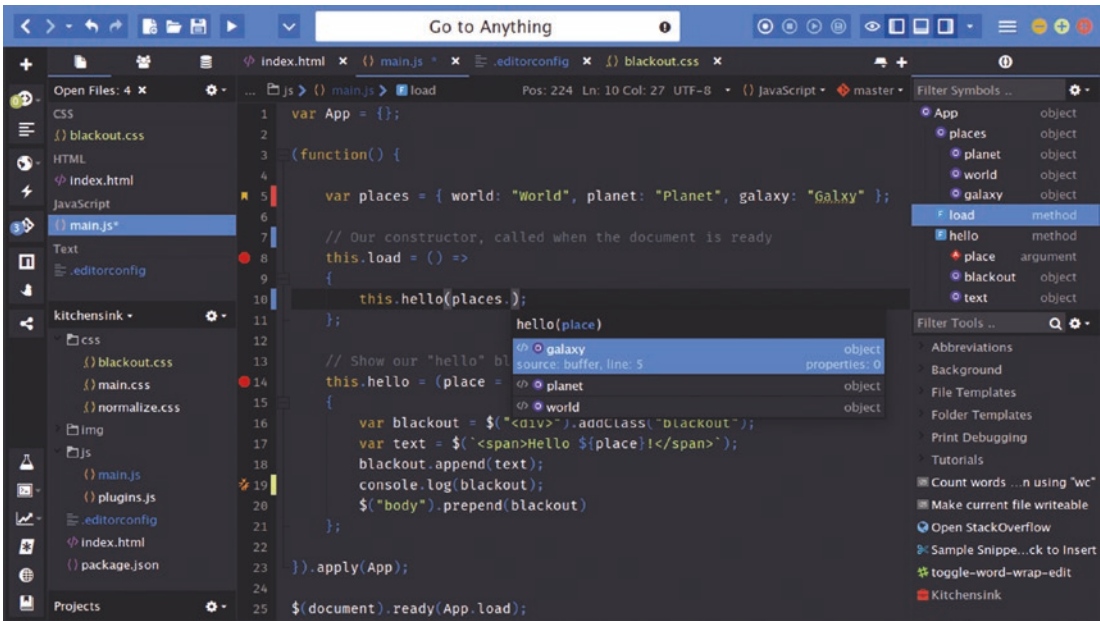 Go to Anything
index.html × () main.js * × .editorconfig × {} blackout.css ×
Open Files: 4 ×
CSS
{} blackout.css
HTML
index.html
JavaScript
() main.js*
Text
.editorconfig
kitchensink
css
{} blackout.css
{} main.css
{} normalize.css
img
js
() main.js
() plugins.js
.editorconfig
index.html
() package.json
Projects
... js > () main.js > load Pos: 224 Ln: 10 Col: 27 UTF-8 () JavaScript master
1 var App = {};
2
3 (function() {
4
5 var places = { world: "World", planet: "Planet", galaxy: "Galxy" };
6
7 // Our constructor, called when the document is ready
8 this.load = () =>
9 {
10 this.hello(places.);
11 };
12
13 // Show our "hello" bl
14 this.hello = (place =
15 {
16 var blackout = $("<div>").addClass("blackout");
17 var text = $(`<span>Hello ${place}!</span>`);
18 blackout.append(text);
19 console.log(blackout);
20 $("body").prepend(blackout)
21 };
22
23 }).apply(App);
24
25 $(document).ready(App.load);
hello(place)
galaxy object
source: buffer, line: 5 properties: 0
planet object
world object
Filter Symbols ..
App object
places object
planet object
world object
galaxy object
load method
hello method
place argument
blackout object
text object
Filter Tools ..
Abbreviations
Background
File Templates
Folder Templates
Print Debugging
Tutorials
Count words ...n using "wc"
Make current file writeable
Open StackOverflow
Sample Snippe...ck to Insert
toggle-word-wrap-edit
Kitchensink